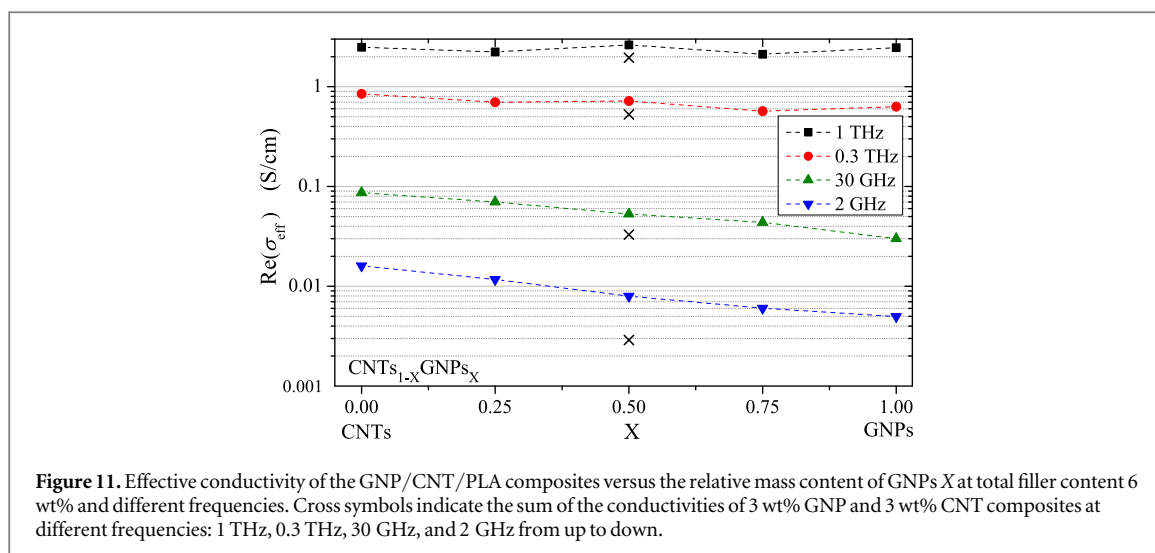 1
0.1
0.01
0.001
Re(σeff) (S/cm)
1 THz
0.3 THz
30 GHz
2 GHz
CNTs1-XGNPsX
0.00 0.25 0.50 0.75 1.00
CNTs X GNPs
Figure 11. Effective conductivity of the GNP/CNT/PLA composites versus the relative mass content of GNPs X at total filler content 6
wt% and different frequencies. Cross symbols indicate the sum of the conductivities of 3 wt% GNP and 3 wt% CNT composites at
different frequencies: 1 THz, 0.3 THz, 30 GHz, and 2 GHz from up to down.